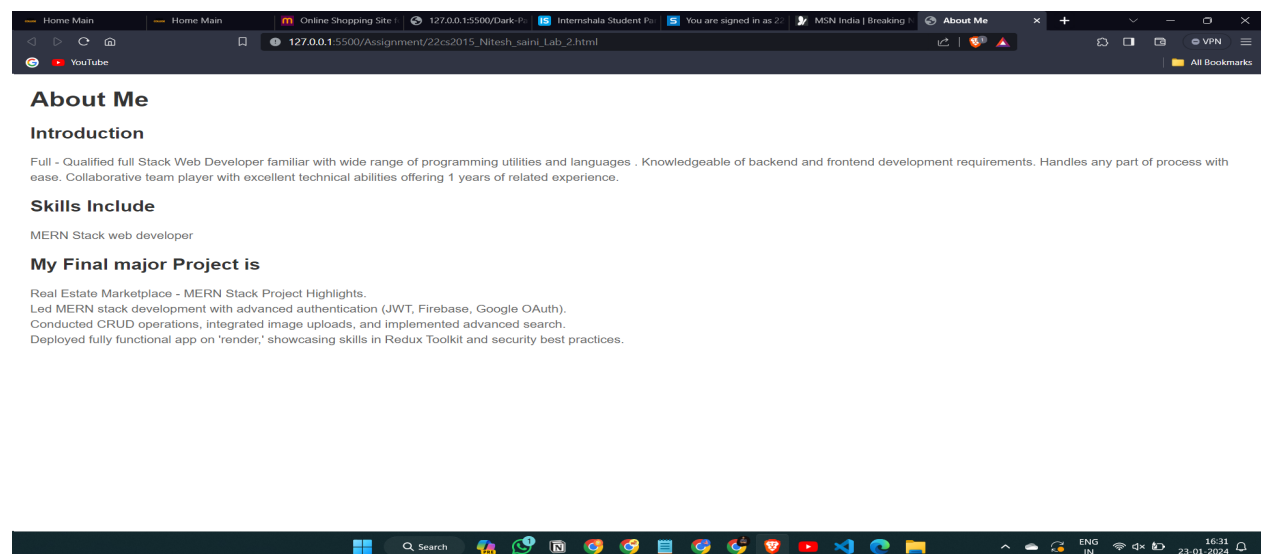 Home Main
Home Main
Online Shopping Site f
127.0.0.1:5500/Dark-Pa
Internshala Student Pa
You are signed in as 22
MSN India | Breaking N
About Me
127.0.0.1:5500/Assignment/22cs2015_Nitesh_saini_Lab_2.html
VPN
YouTube
All Bookmarks
About Me
Introduction
Full - Qualified full Stack Web Developer familiar with wide range of programming utilities and languages . Knowledgeable of backend and frontend development requirements. Handles any part of process with
ease. Collaborative team player with excellent technical abilities offering 1 years of related experience.
Skills Include
MERN Stack web developer
My Final major Project is
Real Estate Marketplace - MERN Stack Project Highlights.
Led MERN stack development with advanced authentication (JWT, Firebase, Google OAuth).
Conducted CRUD operations, integrated image uploads, and implemented advanced search.
Deployed fully functional app on 'render,' showcasing skills in Redux Toolkit and security best practices.
Search
ENG
IN
16:31
23-01-2024